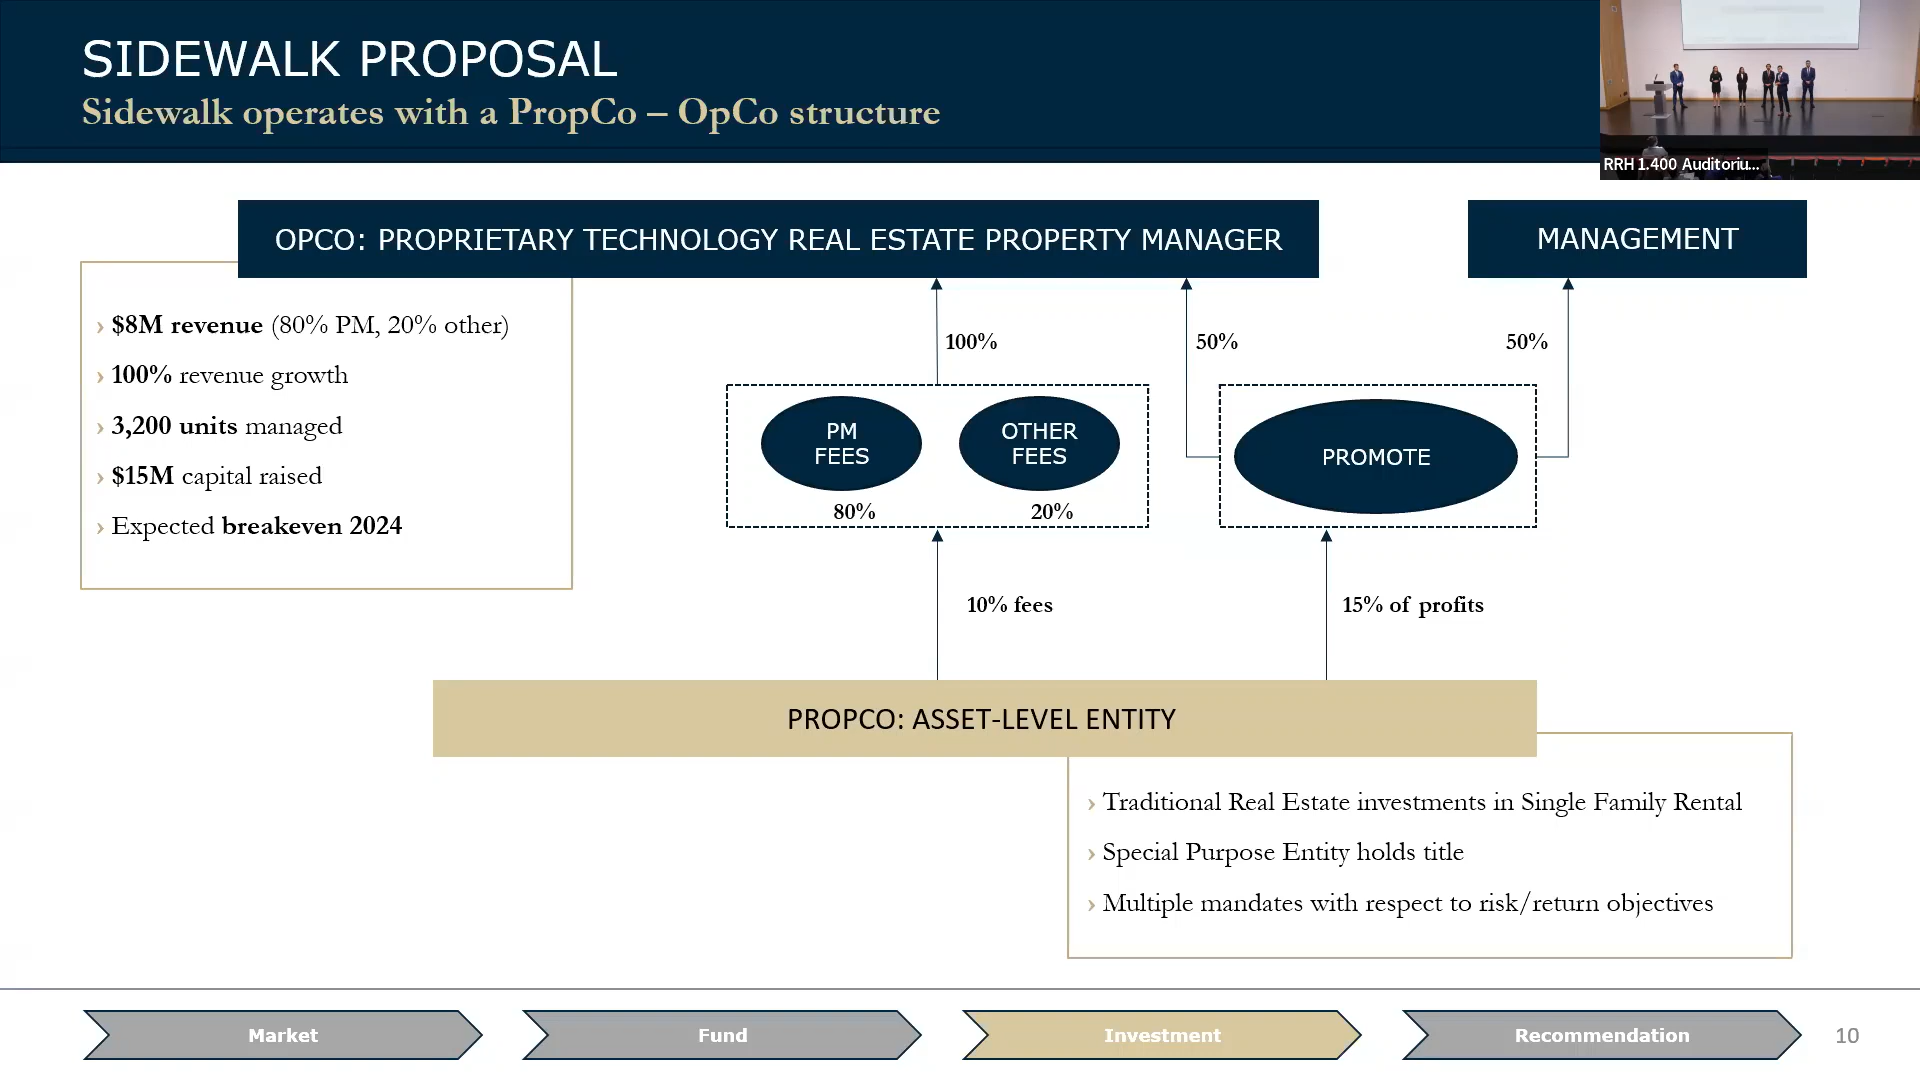 SIDEWALK PROPOSAL
Sidewalk operates with a PropCo – OpCo structure
RRH 1.400 Auditoriu...
OPCO: PROPRIETARY TECHNOLOGY REAL ESTATE PROPERTY MANAGER
MANAGEMENT
› $8M revenue (80% PM, 20% other)
› 100% revenue growth
› 3,200 units managed
› $15M capital raised
› Expected breakeven 2024
100%
50%
50%
PM
FEES
OTHER
FEES
PROMOTE
80%
20%
10% fees
15% of profits
PROPCO: ASSET-LEVEL ENTITY
› Traditional Real Estate investments in Single Family Rental
› Special Purpose Entity holds title
› Multiple mandates with respect to risk/return objectives
Market
Fund
Investment
Recommendation
10